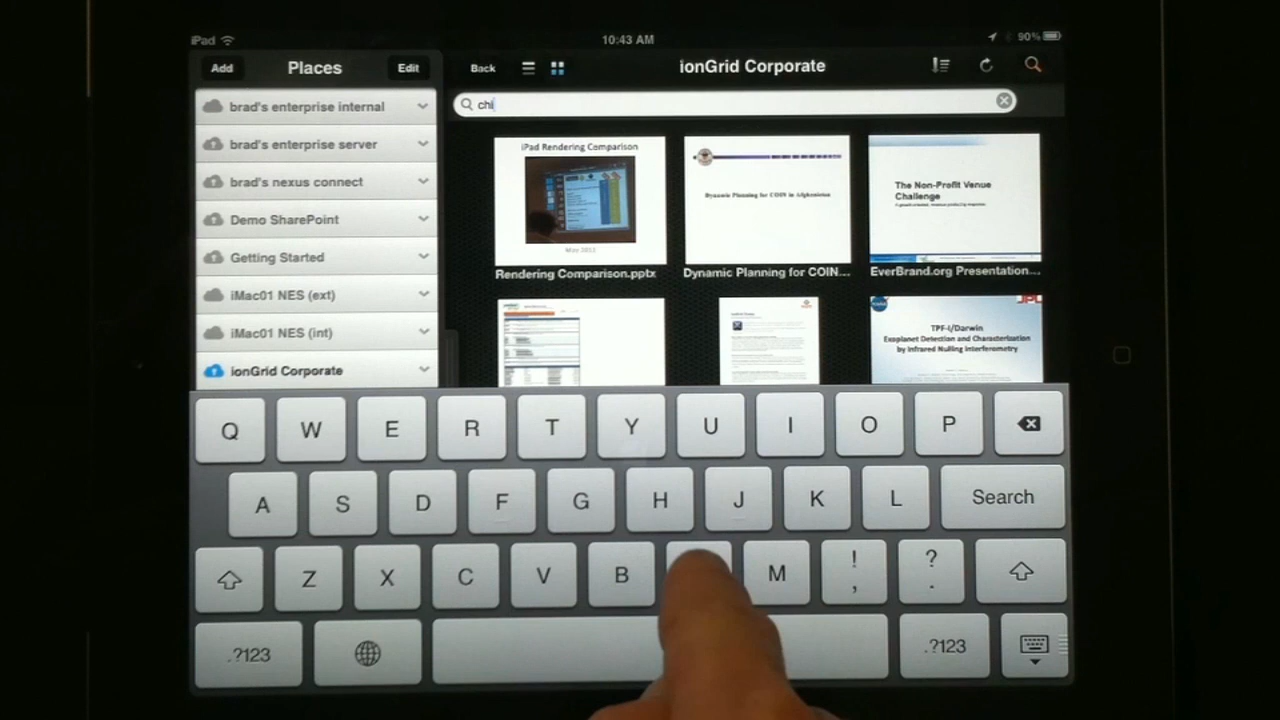 iPad
10:43 AM
90%
Add
Places
Edit
Back
ionGrid Corporate
brad's enterprise internal
brad's enterprise server
brad's nexus connect
Demo SharePoint
Getting Started
iMac01 NES (ext)
iMac01 NES (int)
ionGrid Corporate
chi
iPad Rendering Comparison
May 2011
Rendering Comparison.pptx
Dynamic Planning for COIN in Afghanistan
Dynamic Planning for COIN...
The Non-Profit Venue
Challenge
EverBrand.org Presentation...
JPL
TPF-I/Darwin
Exoplanet Detection and Characterization
by Infrared Nulling Interferometry
Q W E R T Y U I O P
A S D F G H J K L Search
Z X C V B M ! , ? .
.?123 .?123